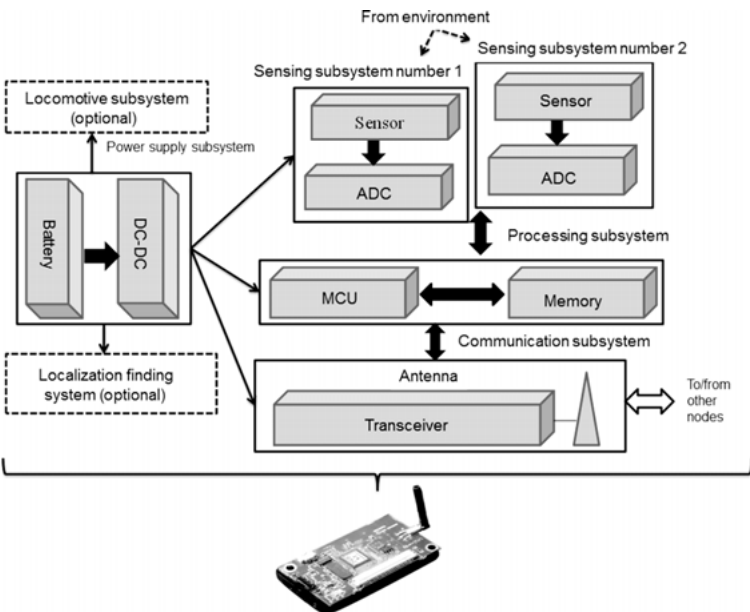 From environment
Sensing subsystem number 1
Sensing subsystem number 2
Locomotive subsystem
(optional)
Power supply subsystem
Sensor
ADC
Sensor
ADC
Battery
DC-DC
Processing subsystem
MCU
Memory
Communication subsystem
Localization finding
system (optional)
Antenna
Transceiver
To/from
other
nodes